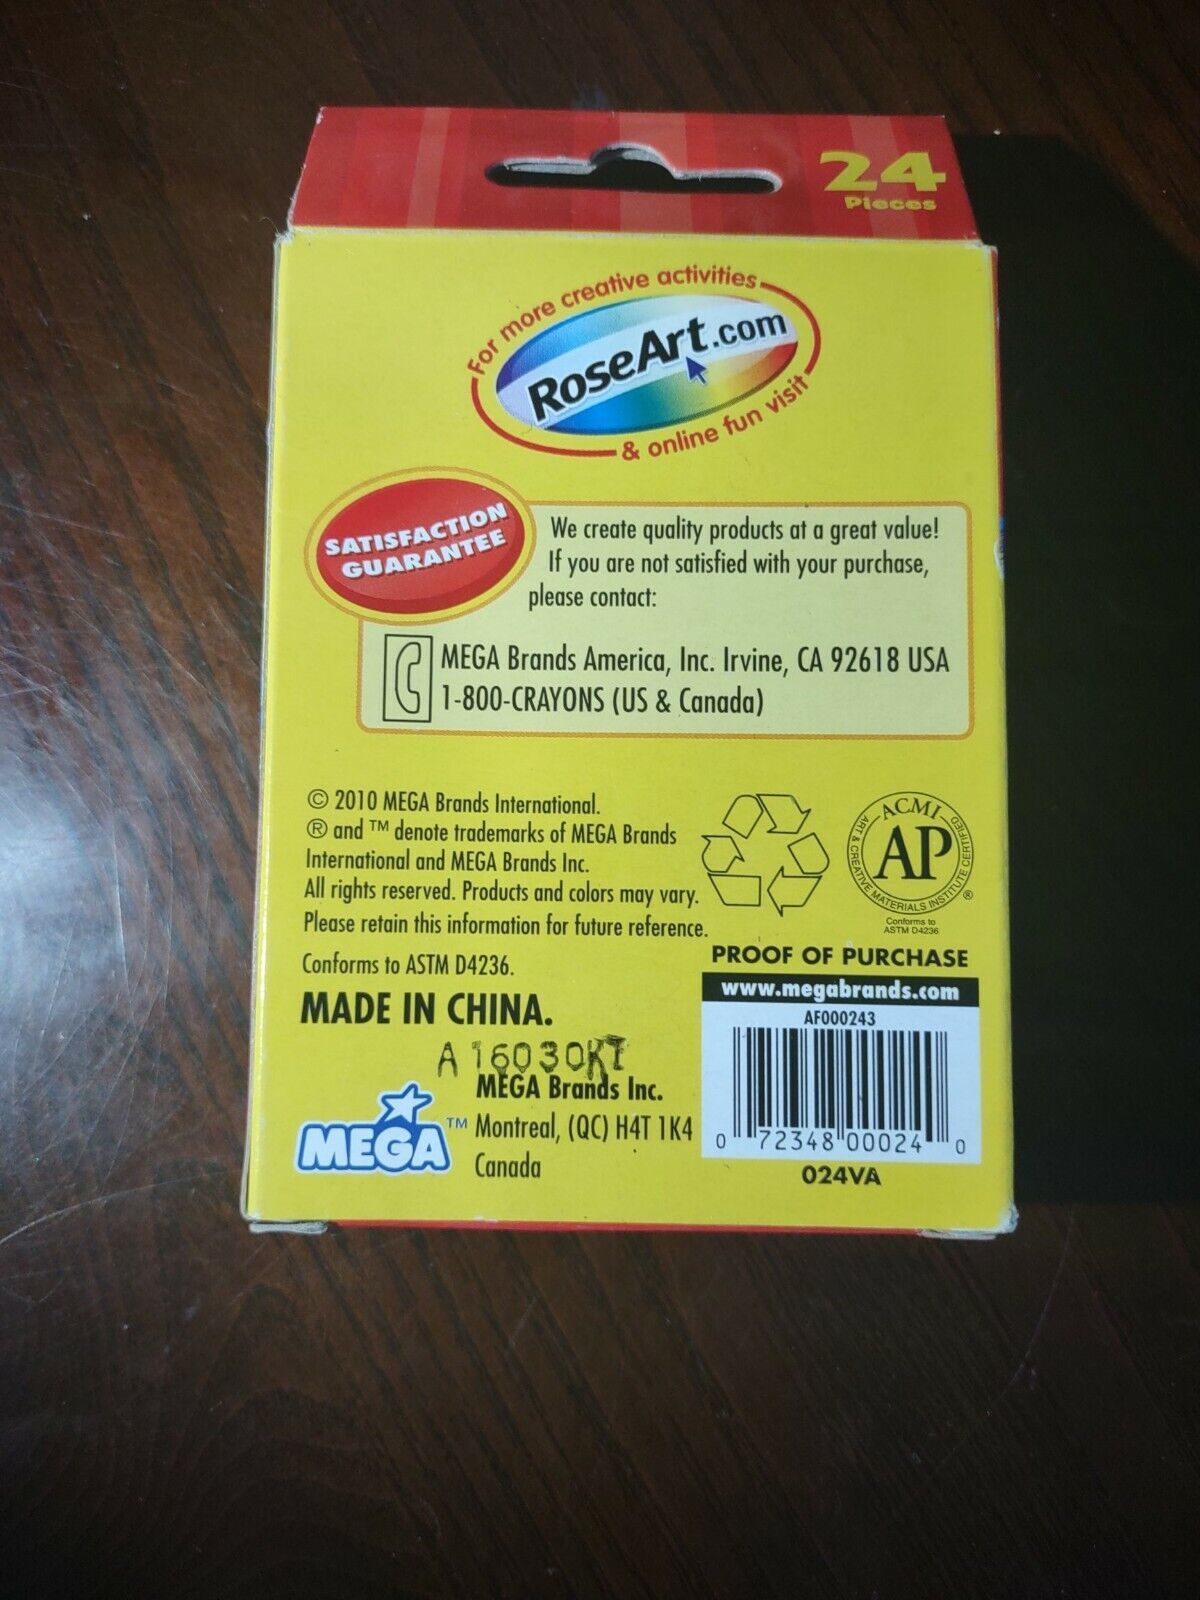 24
Pieces
For more creative activities
RoseArt.com
& online fun visit
SATISFACTION
GUARANTEE
We create quality products at a great value!
If you are not satisfied with your purchase,
please contact:
MEGA Brands America, Inc. Irvine, CA 92618 USA
1-800-CRAYONS (US & Canada)
© 2010 MEGA Brands International.
® and ™ denote trademarks of MEGA Brands
International and MEGA Brands Inc.
All rights reserved. Products and colors may vary.
Please retain this information for future reference.
Conforms to ASTM D4236.
MADE IN CHINA.
A 16030KT
MEGA™
MEGA Brands Inc.
Montreal, (QC) H4T 1K4
Canada
ACMI
AP
ART & CREATIVE MATERIALS INSTITUTE CERTIFIED
®
Conforms to
ASTM D4236
PROOF OF PURCHASE
www.megabrands.com
AF000243
0 72348 00024 0
024VA